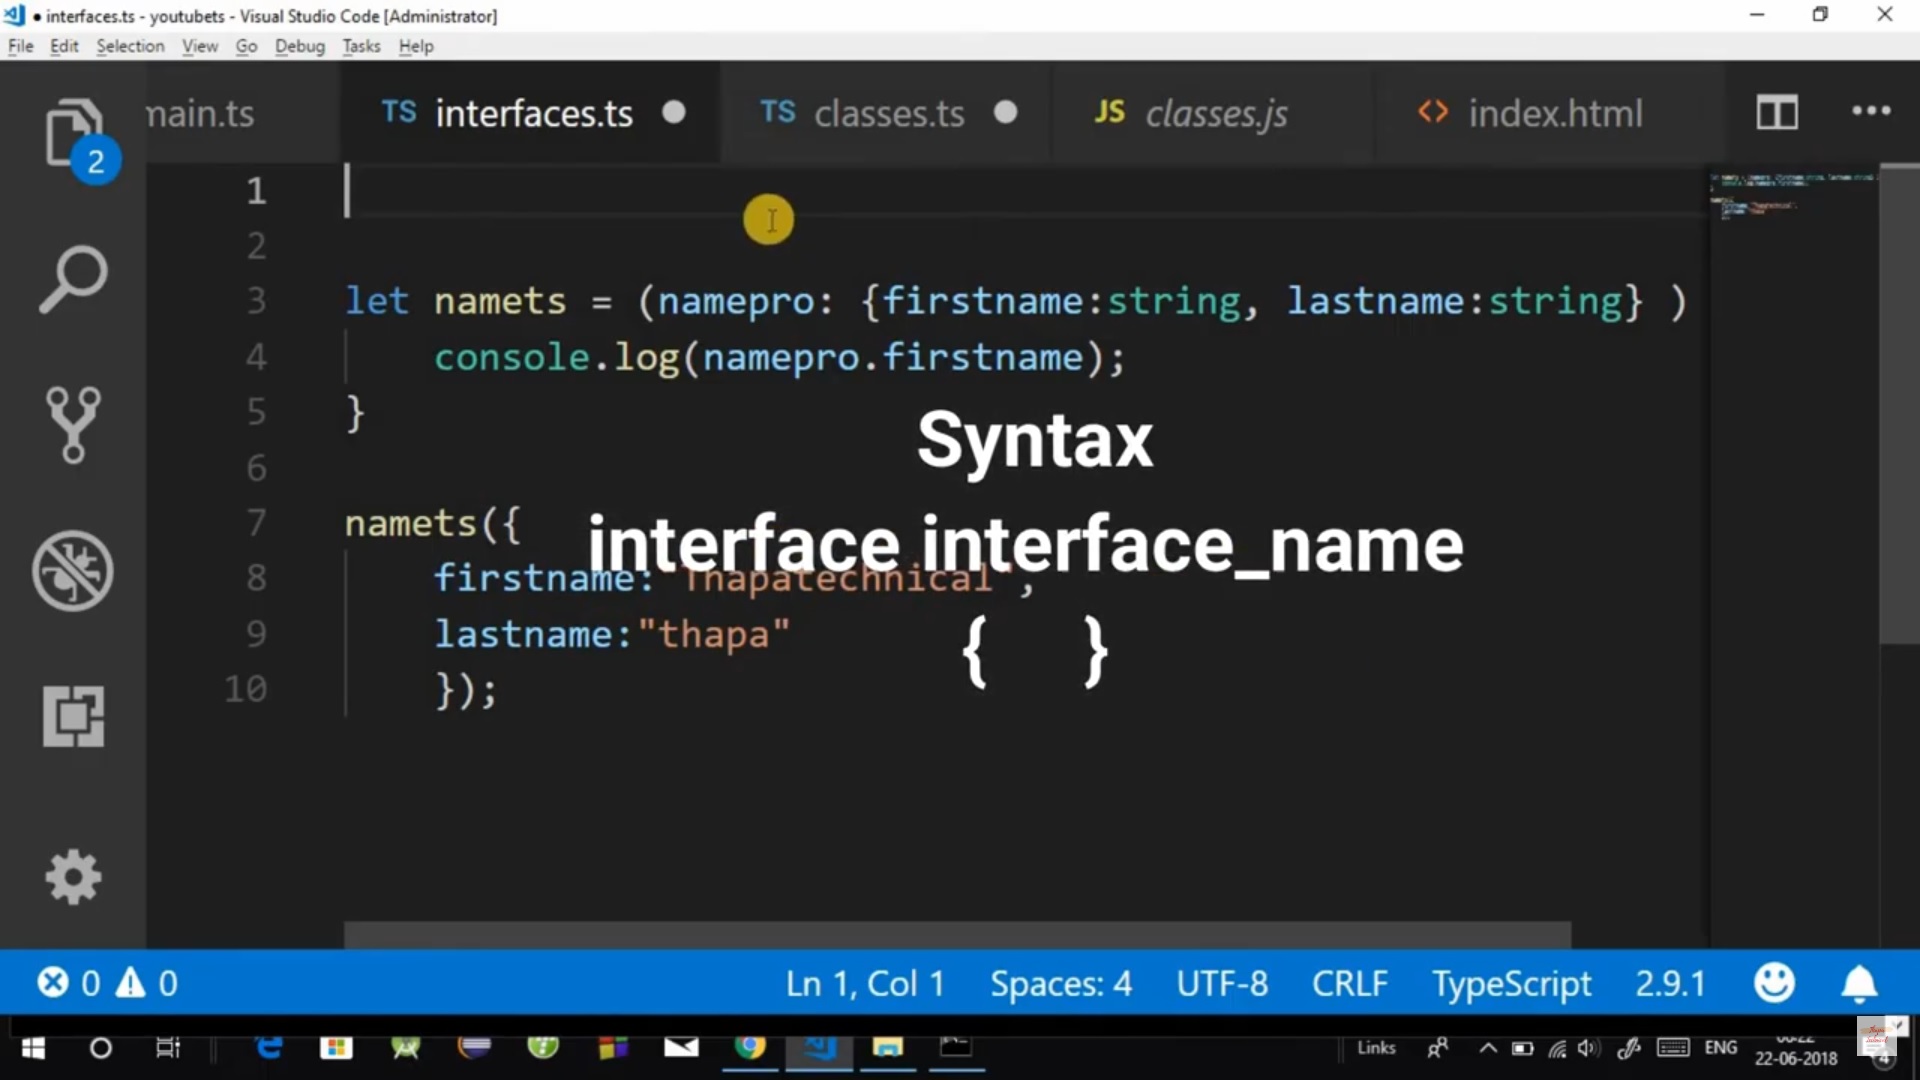 interfaces.ts - youtubets - Visual Studio Code [Administrator]
File Edit Selection View Go Debug Tasks Help
main.ts TS interfaces.ts TS classes.ts JS classes.js <> index.html
2
1
2
3 let namets = (namepro: {firstname:string, lastname:string} )
4 console.log(namepro.firstname);
5 }
6
7 namets({
8 firstname:"Thapatechnical",
9 lastname:"thapa"
10 });
Syntax
interface interface_name
{ }
0 0 Ln 1, Col 1 Spaces: 4 UTF-8 CRLF TypeScript 2.9.1
Links ENG
22-06-2018
4